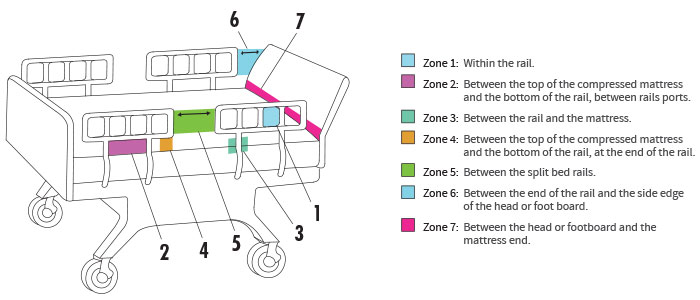 6
7
1
3
5
4
2
Zone 1: Within the rail.
Zone 2: Between the top of the compressed mattress
and the bottom of the rail, between rails ports.
Zone 3: Between the rail and the mattress.
Zone 4: Between the top of the compressed mattress
and the bottom of the rail, at the end of the rail.
Zone 5: Between the split bed rails.
Zone 6: Between the end of the rail and the side edge
of the head or foot board.
Zone 7: Between the head or footboard and the
mattress end.